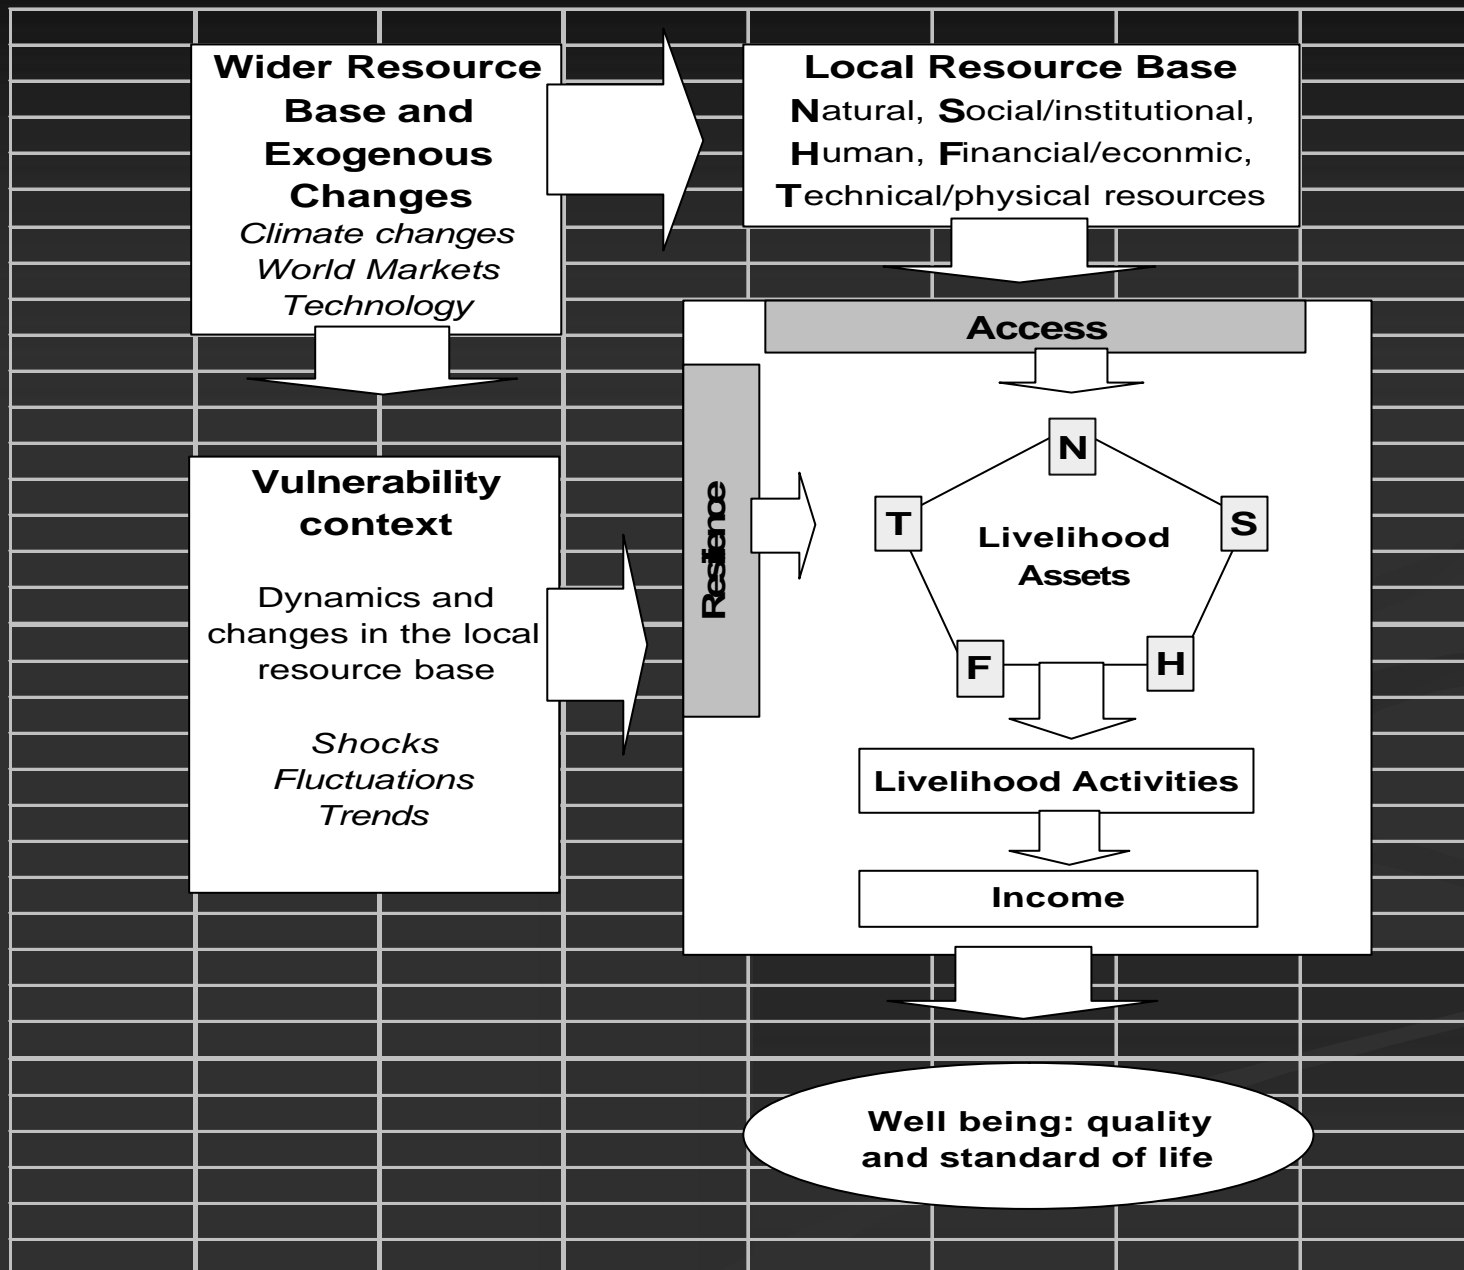 Wider Resource
Base and
Exogenous
Changes
Climate changes
World Markets
Technology
Local Resource Base
Natural, Social/institutional,
Human, Financial/econmic,
Technical/physical resources
Vulnerability
context
Dynamics and
changes in the local
resource base
Shocks
Fluctuations
Trends
Access
Resilience
N
T
S
Livelihood
Assets
F
H
Livelihood Activities
Income
Well being: quality
and standard of life